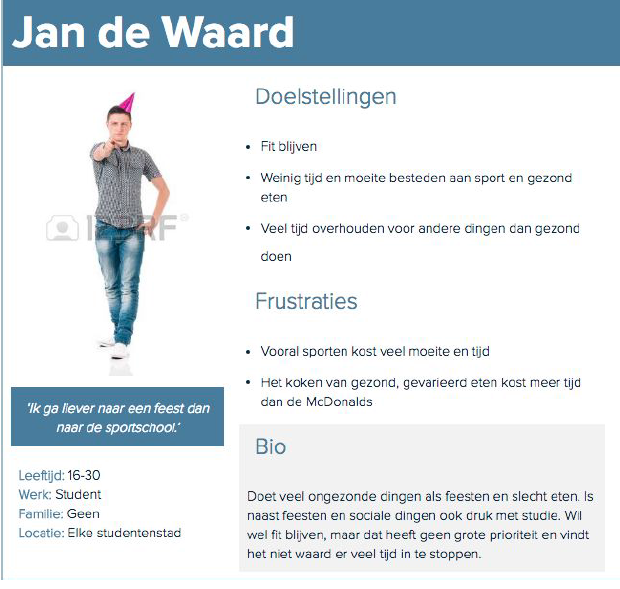 Jan de Waard
Doelstellingen
• Fit blijven
• Weinig tijd en moeite besteden aan sport en gezond
eten
• Veel tijd overhouden voor andere dingen dan gezond
doen
Frustraties
• Vooral sporten kost veel moeite en tijd
• Het koken van gezond, gevarieerd eten kost meer tijd
dan de McDonalds
'Ik ga liever naar een feest dan
naar de sportschool.'
Leeftijd: 16-30
Werk: Student
Familie: Geen
Locatie: Elke studentenstad
Bio
Doet veel ongezonde dingen als feesten en slecht eten. Is
naast feesten en sociale dingen ook druk met studie. Wil
wel fit blijven, maar dat heeft geen grote prioriteit en vindt
het niet waard er veel tijd in te stoppen.